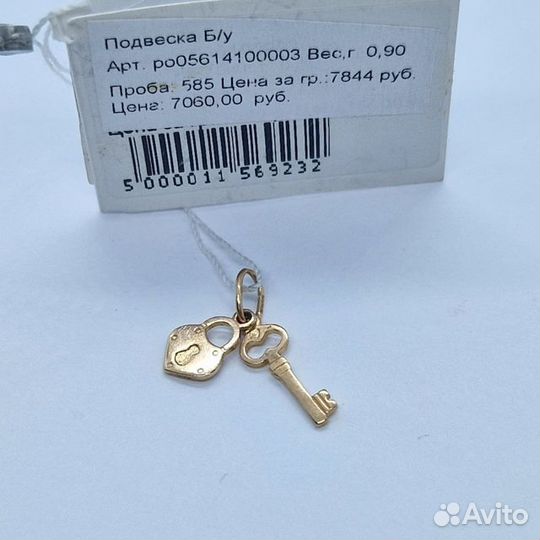 Подвеска Б/у
Арт. ро05614100003 Вес,г 0,90
Проба: 585 Цена за гр.:7844 руб.
Цена: 7060,00 руб.
5 000011 569232
Avito